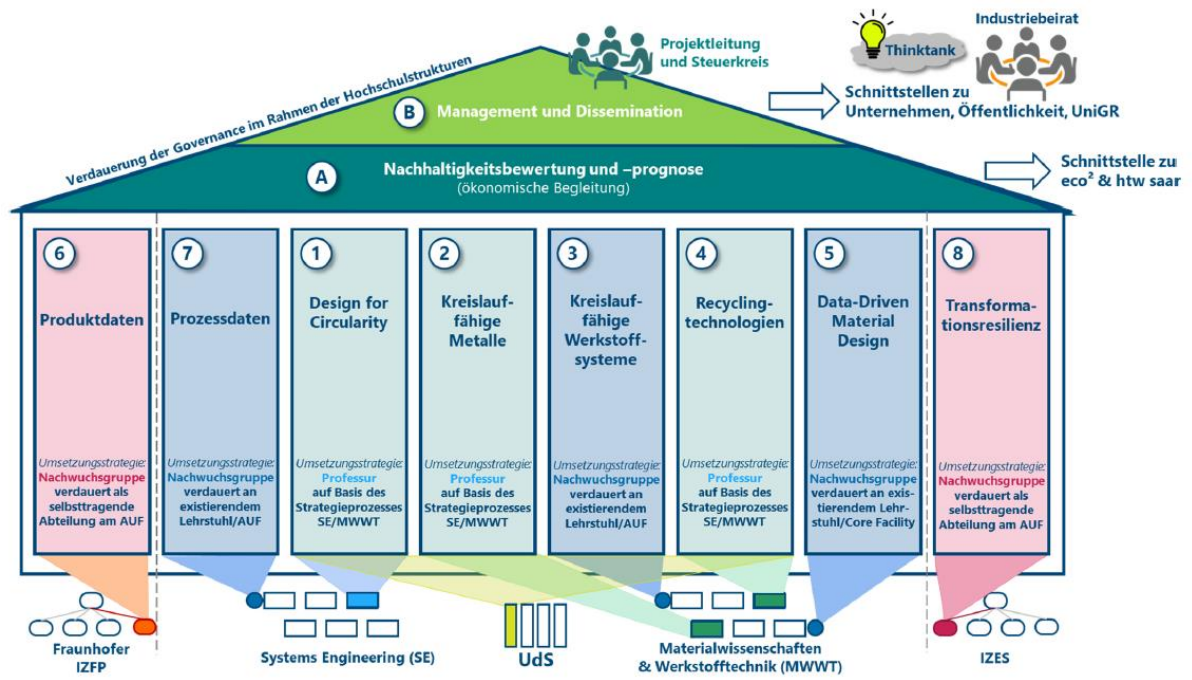 Industriebeirat
Thinktank
Projektleitung
und Steuerkreis
Verdauerung der Governance im Rahmen der Hochschulstrukturen
B
Management und Dissemination
Schnittstellen zu
Unternehmen, Öffentlichkeit, UniGR
A
Nachhaltigkeitsbewertung und –prognose
(ökonomische Begleitung)
Schnittstelle zu
eco² & htw saar
6
Produktdaten
Umsetzungsstrategie:
Nachwuchsgruppe
verdauert als
selbsttragende
Abteilung am AUF
7
Prozessdaten
Umsetzungsstrategie:
Nachwuchsgruppe
verdauert an
existierendem
Lehrstuhl/AUF
1
Design for
Circularity
Umsetzungsstrategie:
Professur
auf Basis des
Strategieprozesses
SE/MWWT
2
Kreislauf-
fähige
Metalle
Umsetzungsstrategie:
Professur
auf Basis des
Strategieprozesses
SE/MWWT
3
Kreislauf-
fähige
Werkstoff-
systeme
Umsetzungsstrategie:
Nachwuchsgruppe
verdauert an
existierendem
Lehrstuhl/AUF
4
Recycling-
technologien
Umsetzungsstrategie:
Professur
auf Basis des
Strategieprozesses
SE/MWWT
5
Data-Driven
Material
Design
Umsetzungsstrategie:
Nachwuchsgruppe
verdauert an exis-
tierendem Lehr-
stuhl/Core Facility
8
Transforma-
tionsresilienz
Umsetzungsstrategie:
Nachwuchsgruppe
verdauert als
selbsttragende
Abteilung am AUF
Fraunhofer
IZFP
Systems Engineering (SE)
UdS
Materialwissenschaften
& Werkstofftechnik (MWWT)
IZES